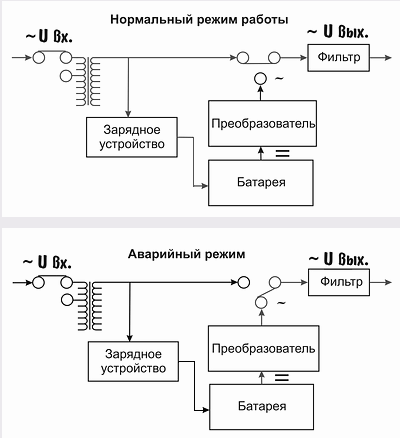 Нормальный режим работы
~ U вх.
~ U вых.
Фильтр
~
Зарядное
устройство
Преобразователь
=
Батарея
Аварийный режим
~ U вх.
~ U вых.
Фильтр
~
Зарядное
устройство
Преобразователь
=
Батарея